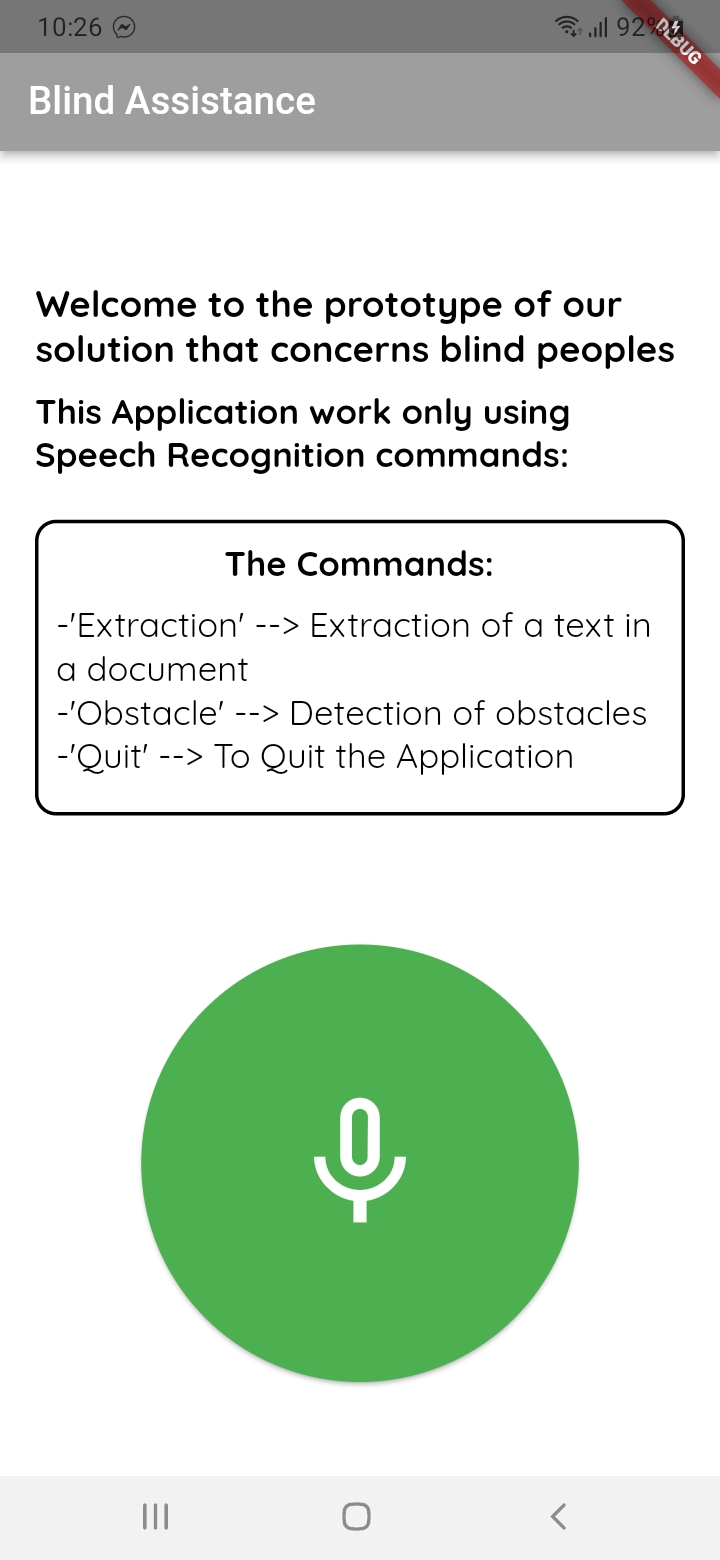 10:26 92%
DEBUG
Blind Assistance
Welcome to the prototype of our
solution that concerns blind peoples
This Application work only using
Speech Recognition commands:
The Commands:
-'Extraction' --> Extraction of a text in
a document
-'Obstacle' --> Detection of obstacles
-'Quit' --> To Quit the Application